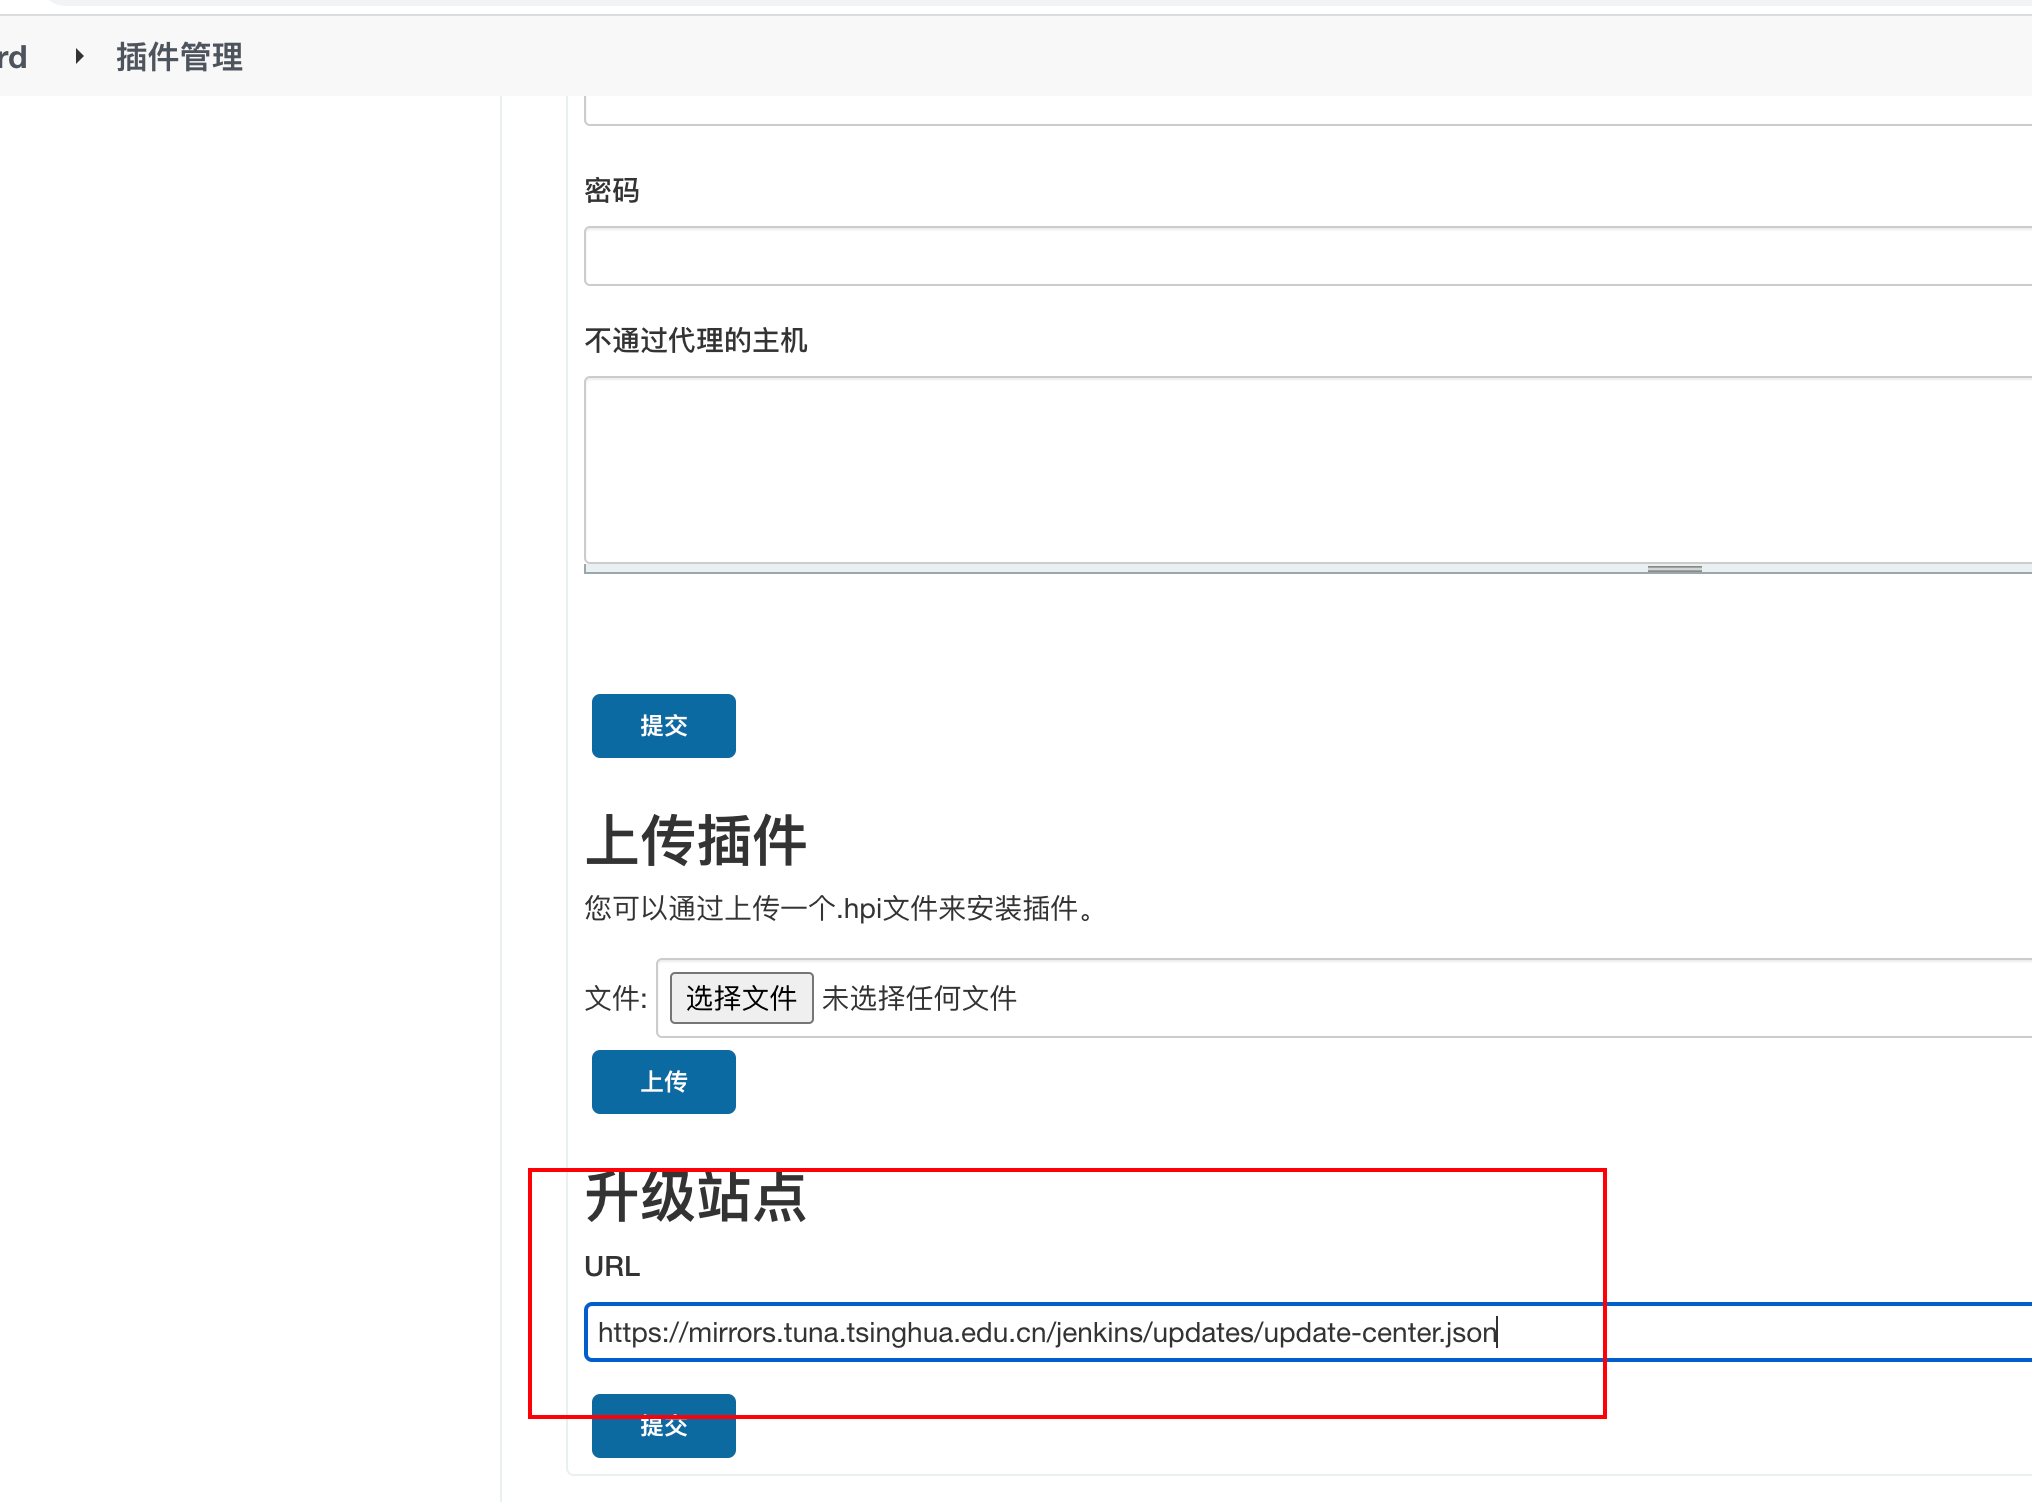 rd
插件管理
密码
不通过代理的主机
提交
上传插件
您可以通过上传一个.hpi文件来安装插件。
文件: 选择文件 未选择任何文件
上传
升级站点
URL
https://mirrors.tuna.tsinghua.edu.cn/jenkins/updates/update-center.json
提交